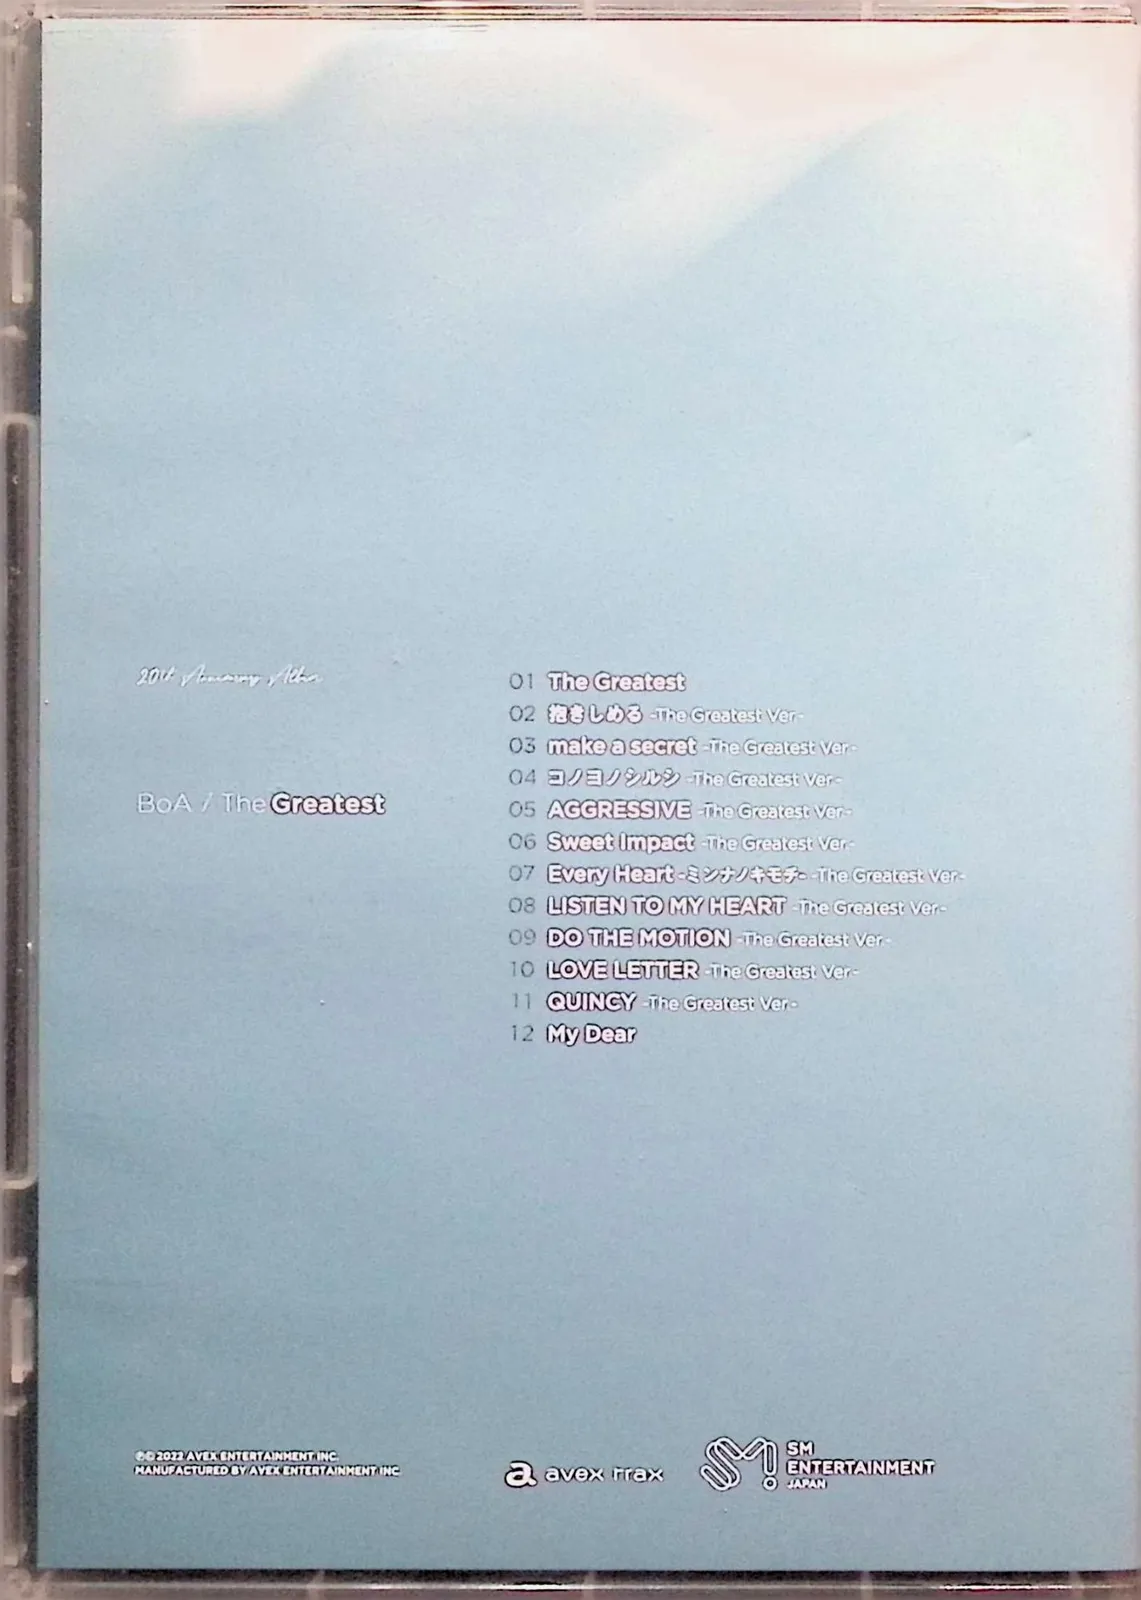 20th Anniversary Album
BoA / The Greatest
01 The Greatest
02 抱きしめる -The Greatest Ver-
03 make a secret -The Greatest Ver-
04 コノヨノシルシ -The Greatest Ver-
05 AGGRESSIVE -The Greatest Ver-
06 Sweet Impact -The Greatest Ver-
07 Every Heart -ミンナノキモチ- -The Greatest Ver-
08 LISTEN TO MY HEART -The Greatest Ver-
09 DO THE MOTION -The Greatest Ver-
10 LOVE LETTER -The Greatest Ver-
11 QUINCY -The Greatest Ver-
12 My Dear
℗© 2022 AVEX ENTERTAINMENT INC.
MANUFACTURED BY AVEX ENTERTAINMENT INC.
a avex trax
SM
ENTERTAINMENT
JAPAN